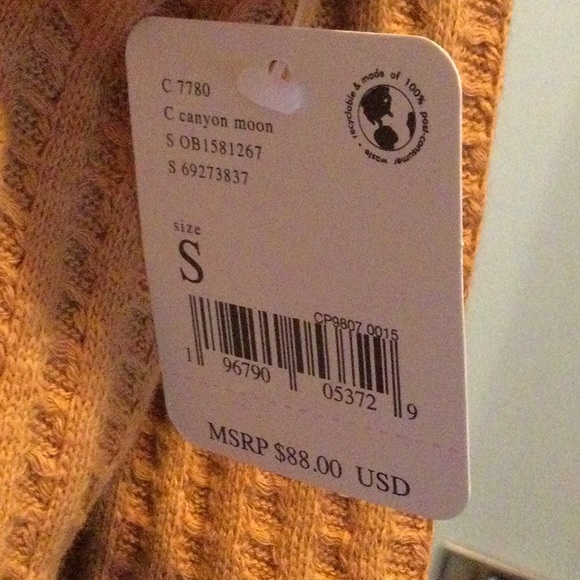 C 7780
C canyon moon
S OB1581267
S 69273837
recyclable & made of 100% post-consumer waste •
size
S
CP9807 0015
1 96790 05372 9
MSRP $88.00 USD